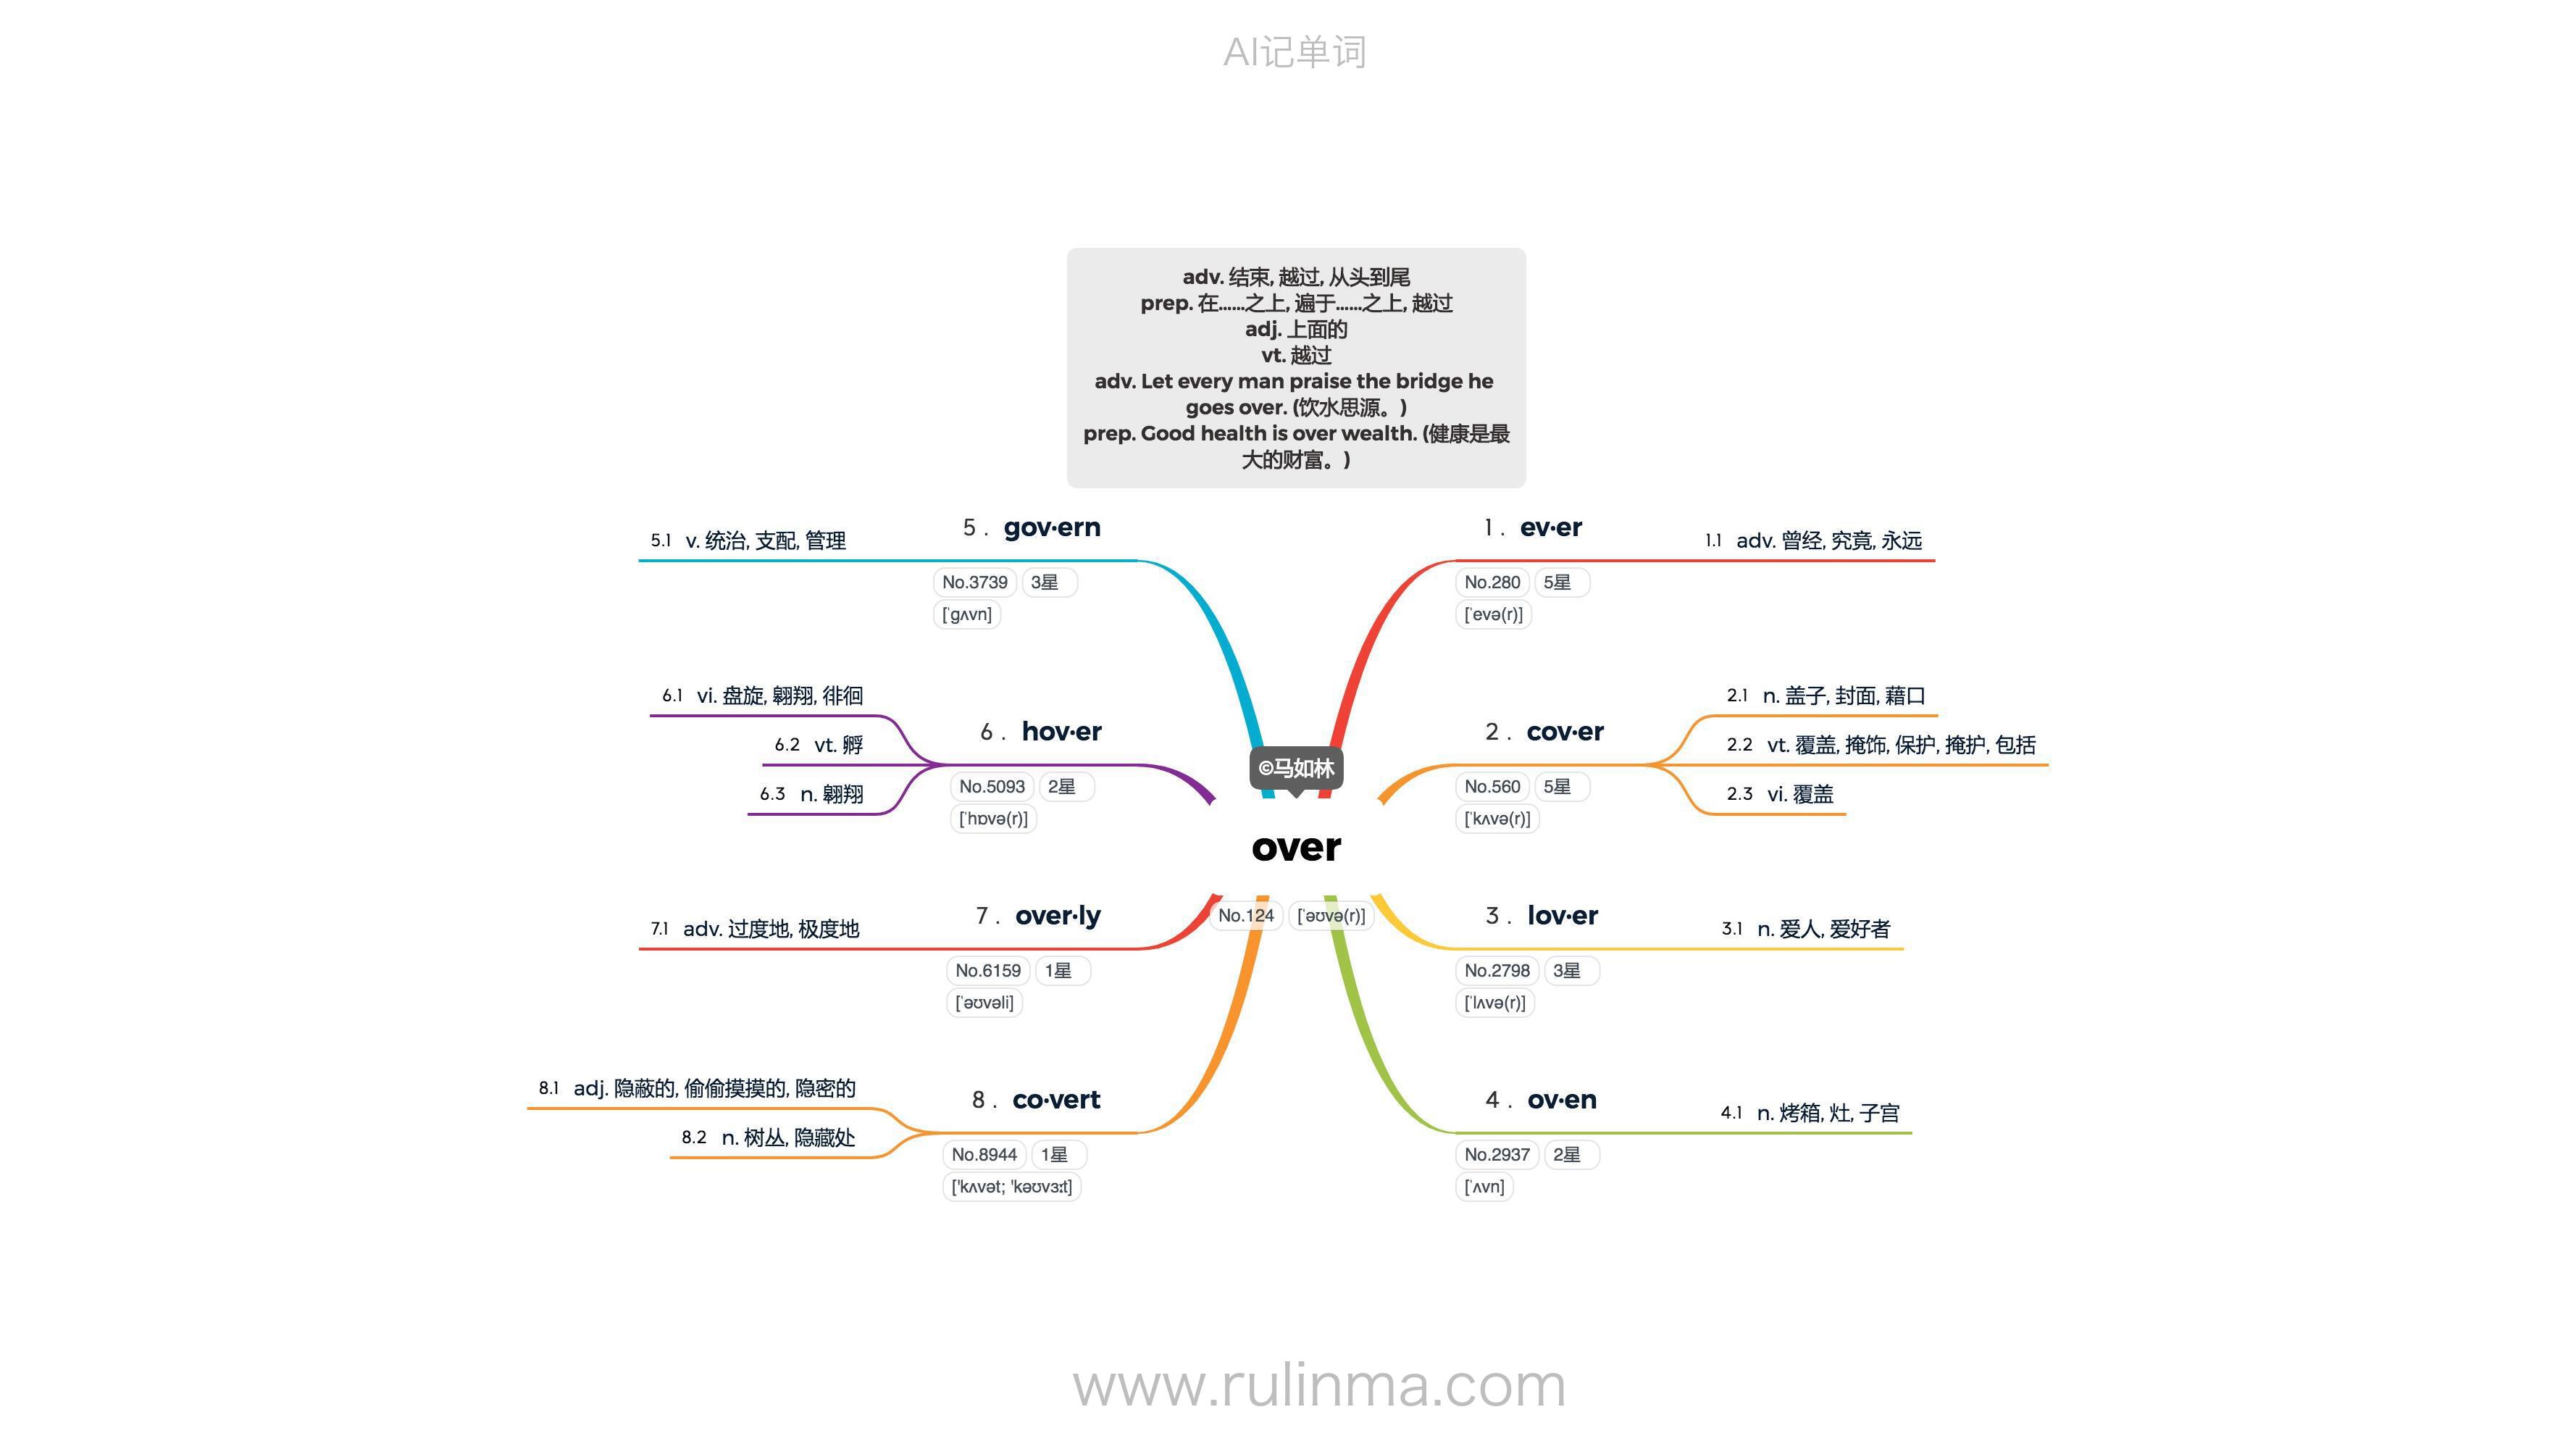 AI记单词
adv. 结束, 越过, 从头到尾
prep. 在……之上, 遍于……之上, 越过
adj. 上面的
vt. 越过
adv. Let every man praise the bridge he
goes over. (饮水思源。)
prep. Good health is over wealth. (健康是最
大的财富。)
©马如林
over
No.124 [ˈəʊvə(r)]
1 . ev·er
No.280 5星
[ˈevə(r)]
1.1 adv. 曾经, 究竟, 永远
2 . cov·er
No.560 5星
[ˈkʌvə(r)]
2.1 n. 盖子, 封面, 藉口
2.2 vt. 覆盖, 掩饰, 保护, 掩护, 包括
2.3 vi. 覆盖
3 . lov·er
No.2798 3星
[ˈlʌvə(r)]
3.1 n. 爱人, 爱好者
4 . ov·en
No.2937 2星
[ˈʌvn]
4.1 n. 烤箱, 灶, 子宫
5 . gov·ern
No.3739 3星
[ˈgʌvn]
5.1 v. 统治, 支配, 管理
6 . hov·er
No.5093 2星
[ˈhɒvə(r)]
6.1 vi. 盘旋, 翱翔, 徘徊
6.2 vt. 孵
6.3 n. 翱翔
7 . over·ly
No.6159 1星
[ˈəʊvəli]
7.1 adv. 过度地, 极度地
8 . co·vert
No.8944 1星
['kʌvət; 'kəʊvɜːt]
8.1 adj. 隐蔽的, 偷偷摸摸的, 隐密的
8.2 n. 树丛, 隐藏处
www.rulinma.com